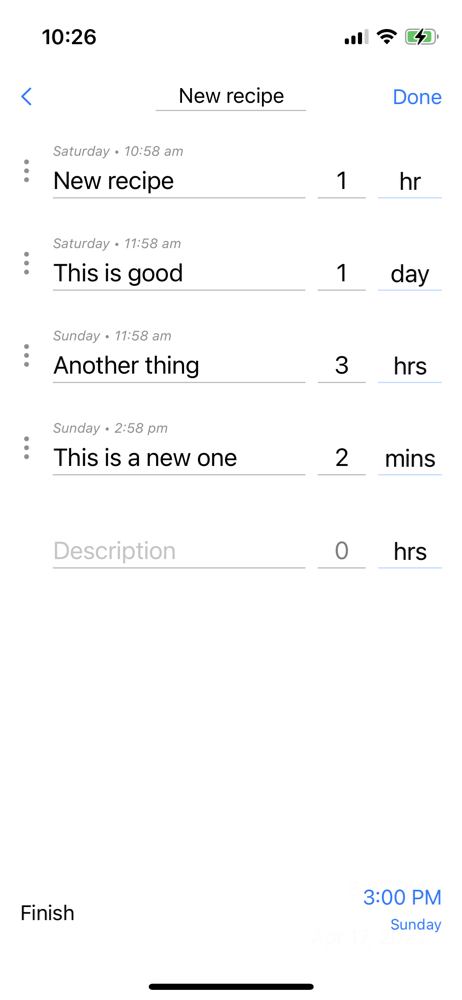 10:26
New recipe
Done
Saturday • 10:58 am
New recipe 1 hr
Saturday • 11:58 am
This is good 1 day
Sunday • 11:58 am
Another thing 3 hrs
Sunday • 2:58 pm
This is a new one 2 mins
Description 0 hrs
3:00 PM
Finish
Sunday